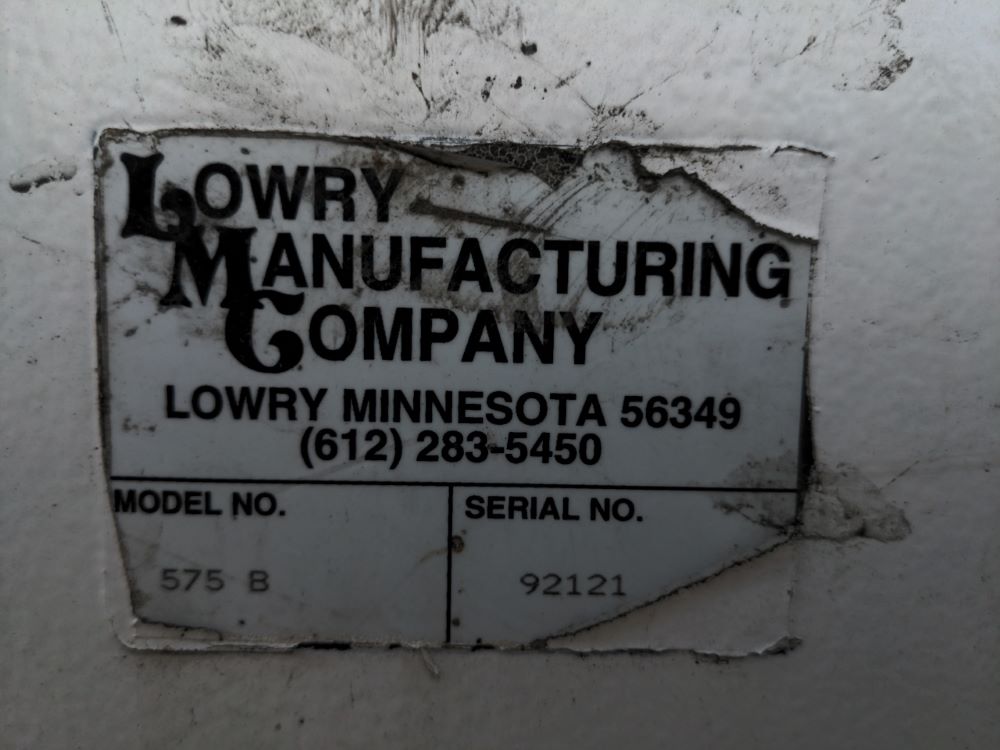 LOWRY
MANUFACTURING
COMPANY
LOWRY MINNESOTA 56349
(612) 283-5450
MODEL NO. SERIAL NO.
575 B 92121